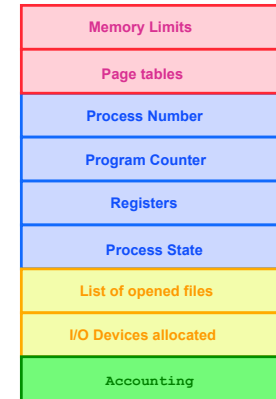 Memory Limits
Page tables
Process Number
Program Counter
Registers
Process State
List of opened files
I/O Devices allocated
Accounting